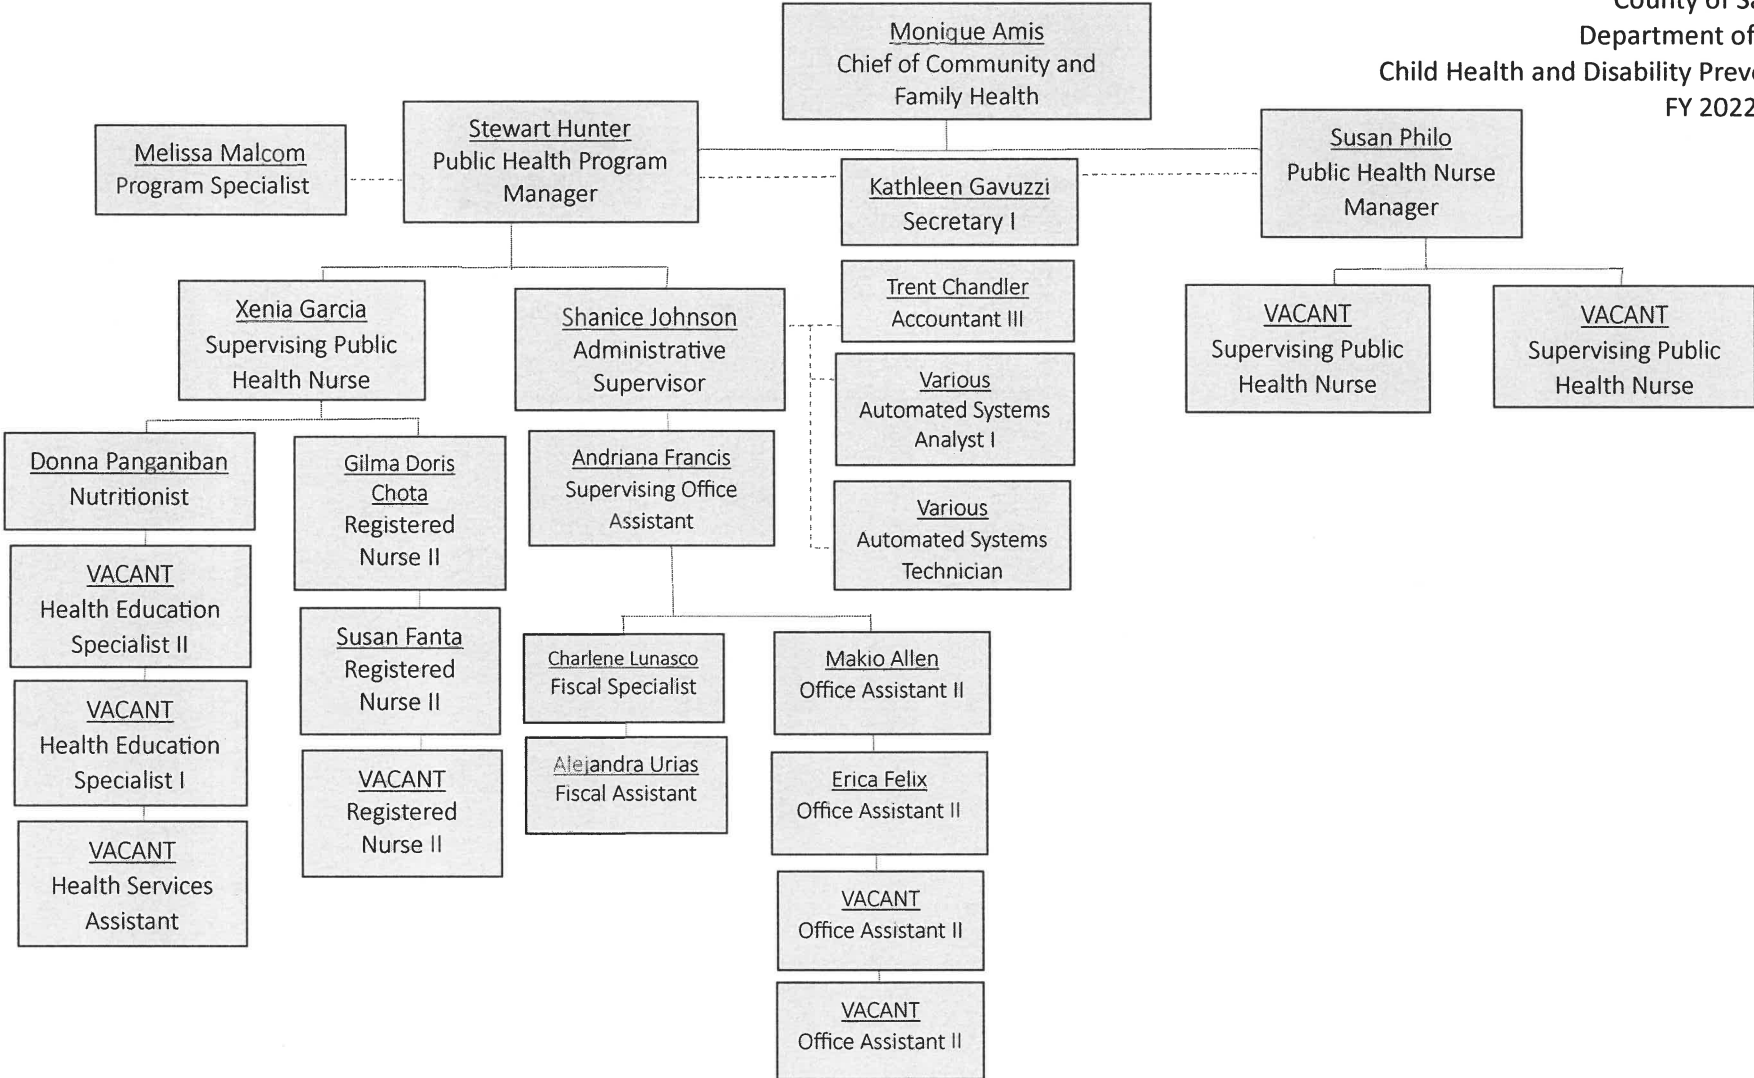 County of
Department of
Child Health and Disability
FY 2022
Monique Amis
Chief of Community and
Family Health
Stewart Hunter
Public Health Program
Manager
Melissa Malcom
Program Specialist
Kathleen Gavuzzi
Secretary I
Susan Philo
Public Health Nurse
Manager
Xenia Garcia
Supervising Public
Health Nurse
Shanice Johnson
Administrative
Supervisor
Trent Chandler
Accountant III
Various
Automated Systems
Analyst I
Various
Automated Systems
Technician
VACANT
Supervising Public
Health Nurse
VACANT
Supervising Public
Health Nurse
Donna Panganiban
Nutritionist
VACANT
Health Education
Specialist II
VACANT
Health Education
Specialist I
VACANT
Health Services
Assistant
Gilma Doris
Chota
Registered
Nurse II
Susan Fanta
Registered
Nurse II
VACANT
Registered
Nurse II
Andriana Francis
Supervising Office
Assistant
Charlene Lunasco
Fiscal Specialist
Alejandra Urias
Fiscal Assistant
Makio Allen
Office Assistant II
Erica Felix
Office Assistant II
VACANT
Office Assistant II
VACANT
Office Assistant II